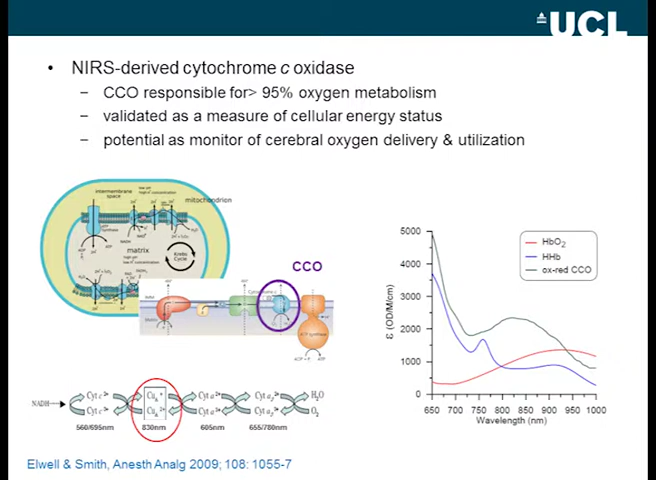 UCL
• NIRS-derived cytochrome c oxidase
– CCO responsible for> 95% oxygen metabolism
– validated as a measure of cellular energy status
– potential as monitor of cerebral oxygen delivery & utilization
intermembrane
space
mitochondrion
matrix
Krebs
Cycle
CCO
NADH
Cyt c
Cu A
Cyt a
Cyt a3
H2O
Cyt c
Cu A
Cyt a
Cyt a3
O2
560/695nm
830nm
605nm
655/780nm
5000
4000
3000
2000
1000
0
ε (OD/M/cm)
HbO2
HHb
ox-red CCO
650 700 750 800 850 900 950 1000
Wavelength (nm)
Elwell & Smith, Anesth Analg 2009; 108: 1055-7